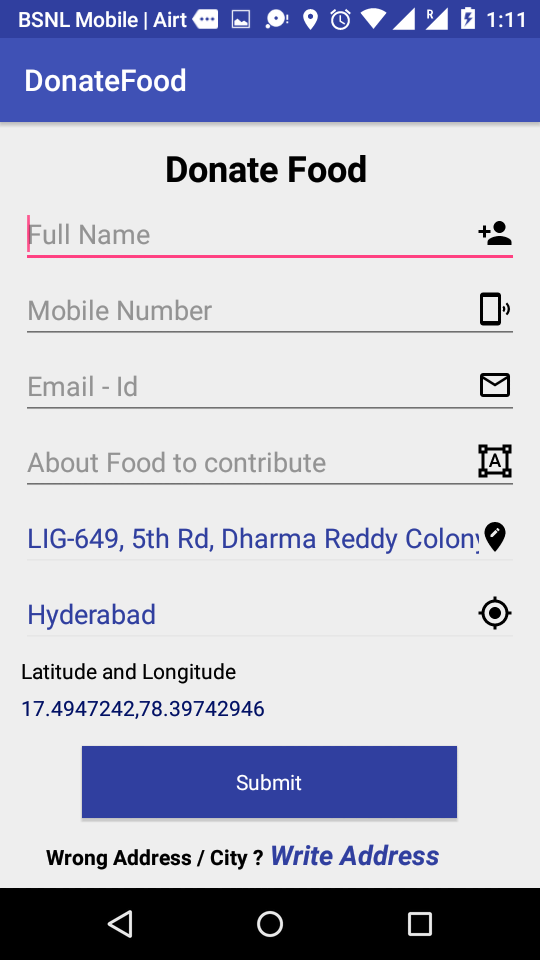 BSNL Mobile | Airt
R
1:11
DonateFood
Donate Food
Full Name
Mobile Number
Email - Id
About Food to contribute
A
LIG-649, 5th Rd, Dharma Reddy Colony
Hyderabad
Latitude and Longitude
17.4947242,78.39742946
Submit
Wrong Address / City ? Write Address